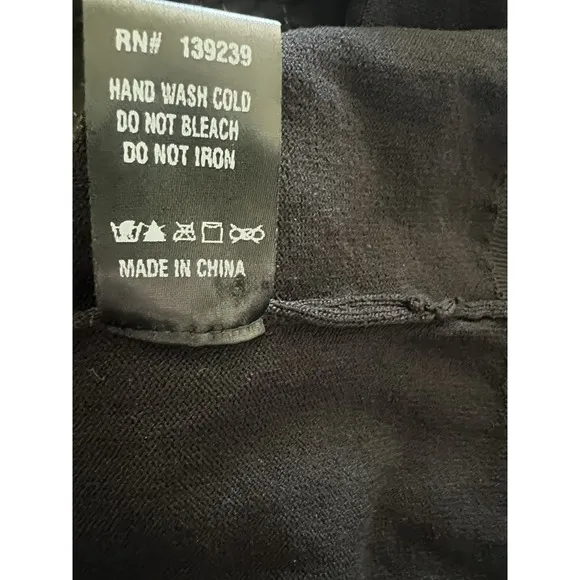 RN# 139239
HAND WASH COLD
DO NOT BLEACH
DO NOT IRON
MADE IN CHINA